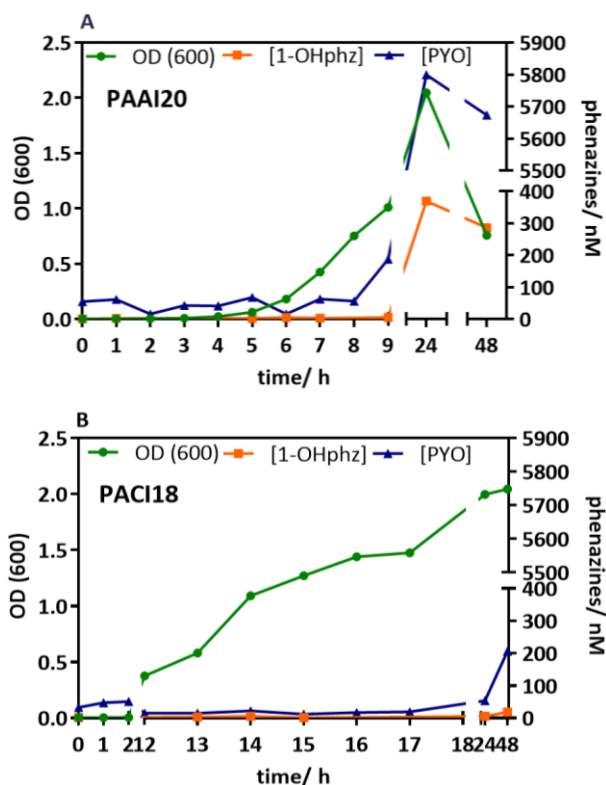 A
OD (600) [1-OHphz] [PYO]
PAAI20
2.5
2.0
1.5
1.0
0.5
0.0
OD (600)
5900
5800
5700
5600
5500
400
300
200
100
0
phenazines/ nM
0 1 2 3 4 5 6 7 8 9 24 48
time/ h
B
OD (600) [1-OHphz] [PYO]
PACI18
2.5
2.0
1.5
1.0
0.5
0.0
OD (600)
5900
5800
5700
5600
5500
400
300
200
100
0
phenazines/ nM
0 1 2 12 13 14 15 16 17 18 24 48
time/ h